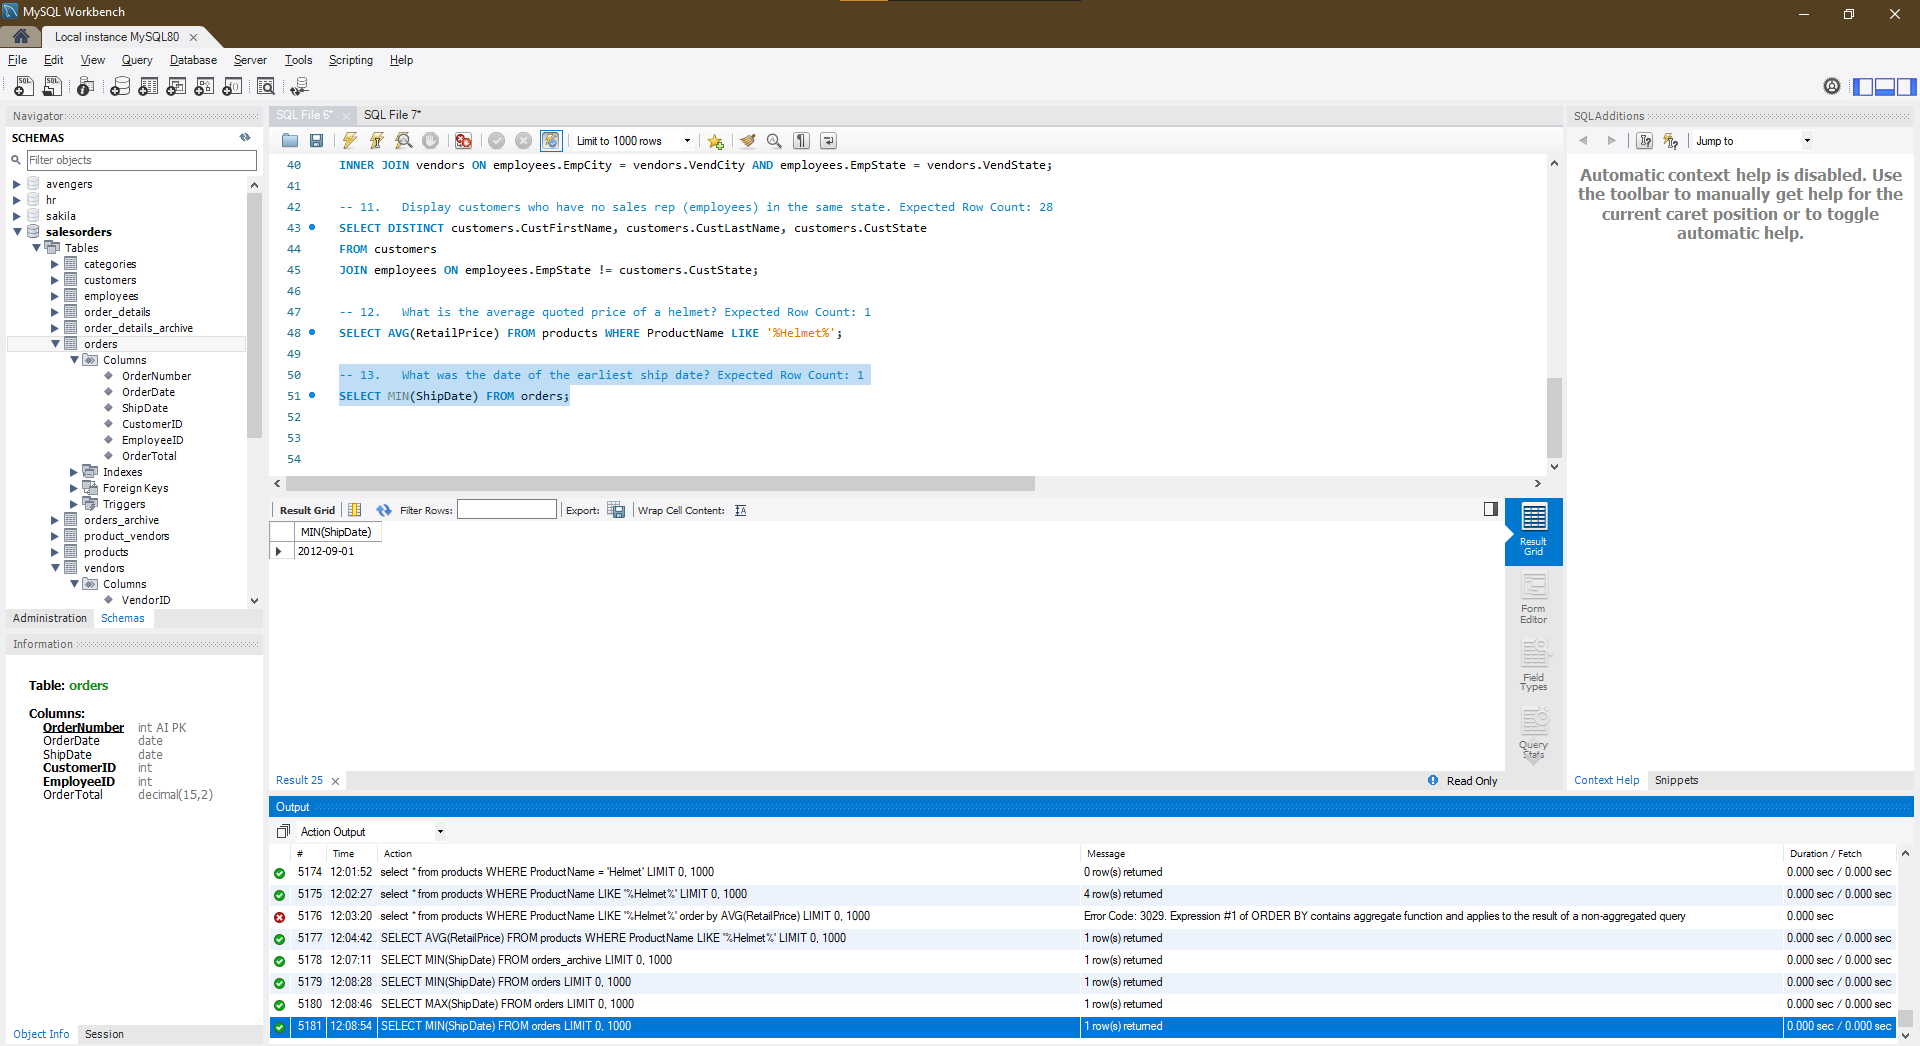 MySQL Workbench
Local instance MySQL80
File Edit View Query Database Server Tools Scripting Help
Navigator
SCHEMAS
Filter objects
avengers
hr
sakila
salesorders
Tables
categories
customers
employees
order_details
order_details_archive
orders
Columns
OrderNumber
OrderDate
ShipDate
CustomerID
EmployeeID
OrderTotal
Indexes
Foreign Keys
Triggers
orders_archive
product_vendors
products
vendors
Columns
VendorID
Administration Schemas
Information
Table: orders
Columns:
OrderNumber int AI PK
OrderDate date
ShipDate date
CustomerID int
EmployeeID int
OrderTotal decimal(15,2)
Object Info Session
SQL File 6* SQL File 7*
Limit to 1000 rows
40 INNER JOIN vendors ON employees.EmpCity = vendors.VendCity AND employees.EmpState = vendors.VendState;
41
42 -- 11. Display customers who have no sales rep (employees) in the same state. Expected Row Count: 28
43 SELECT DISTINCT customers.CustFirstName, customers.CustLastName, customers.CustState
44 FROM customers
45 JOIN employees ON employees.EmpState != customers.CustState;
46
47 -- 12. What is the average quoted price of a helmet? Expected Row Count: 1
48 SELECT AVG(RetailPrice) FROM products WHERE ProductName LIKE '%Helmet%';
49
50 -- 13. What was the date of the earliest ship date? Expected Row Count: 1
51 SELECT MIN(ShipDate) FROM orders;
52
53
54
Result Grid Filter Rows: Export: Wrap Cell Content:
MIN(ShipDate)
2012-09-01
Result Grid
Form Editor
Field Types
Query Stats
Result 25 Read Only
SQLAdditions
Jump to
Automatic context help is disabled. Use
the toolbar to manually get help for the
current caret position or to toggle
automatic help.
Context Help Snippets
Output
Action Output
# Time Action Message Duration / Fetch
5174 12:01:52 select * from products WHERE ProductName = 'Helmet' LIMIT 0, 1000 0 row(s) returned 0.000 sec / 0.000 sec
5175 12:02:27 select * from products WHERE ProductName LIKE '%Helmet%' LIMIT 0, 1000 4 row(s) returned 0.000 sec / 0.000 sec
5176 12:03:20 select * from products WHERE ProductName LIKE '%Helmet%' order by AVG(RetailPrice) LIMIT 0, 1000 Error Code: 3029. Expression #1 of ORDER BY contains aggregate function and applies to the result of a non-aggregated query 0.000 sec
5177 12:04:42 SELECT AVG(RetailPrice) FROM products WHERE ProductName LIKE '%Helmet%' LIMIT 0, 1000 1 row(s) returned 0.000 sec / 0.000 sec
5178 12:07:11 SELECT MIN(ShipDate) FROM orders_archive LIMIT 0, 1000 1 row(s) returned 0.000 sec / 0.000 sec
5179 12:08:28 SELECT MIN(ShipDate) FROM orders LIMIT 0, 1000 1 row(s) returned 0.000 sec / 0.000 sec
5180 12:08:46 SELECT MAX(ShipDate) FROM orders LIMIT 0, 1000 1 row(s) returned 0.000 sec / 0.000 sec
5181 12:08:54 SELECT MIN(ShipDate) FROM orders LIMIT 0, 1000 1 row(s) returned 0.000 sec / 0.000 sec